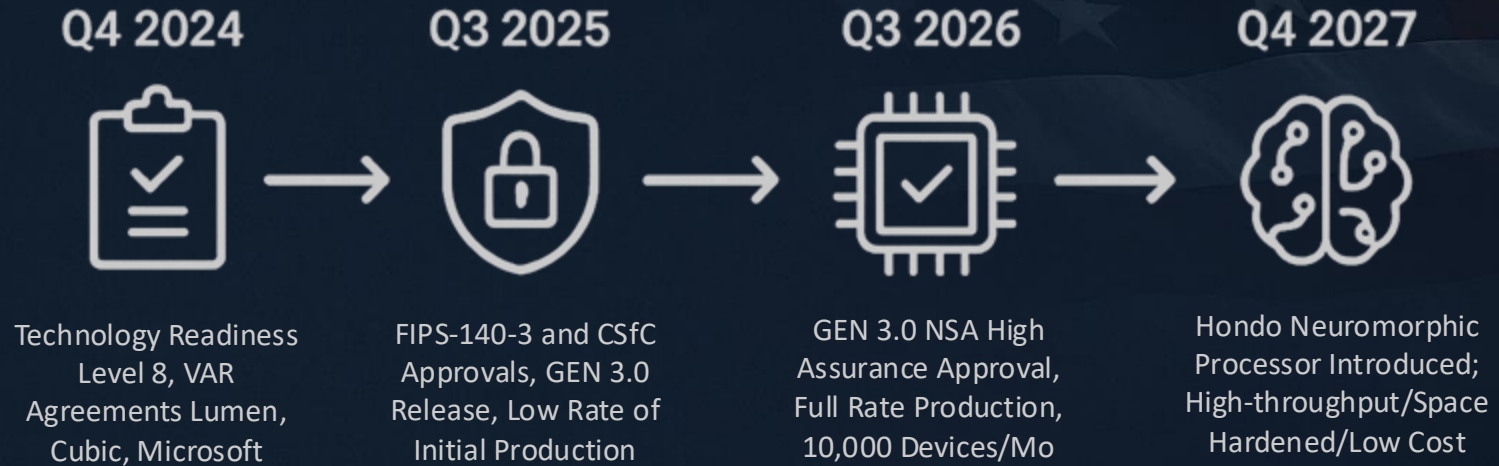 Q4 2024
Technology Readiness
Level 8, VAR
Agreements Lumen,
Cubic, Microsoft
Q3 2025
FIPS-140-3 and CSfC
Approvals, GEN 3.0
Release, Low Rate of
Initial Production
Q3 2026
GEN 3.0 NSA High
Assurance Approval,
Full Rate Production,
10,000 Devices/Mo
Q4 2027
Hondo Neuromorphic
Processor Introduced;
High-throughput/Space
Hardened/Low Cost